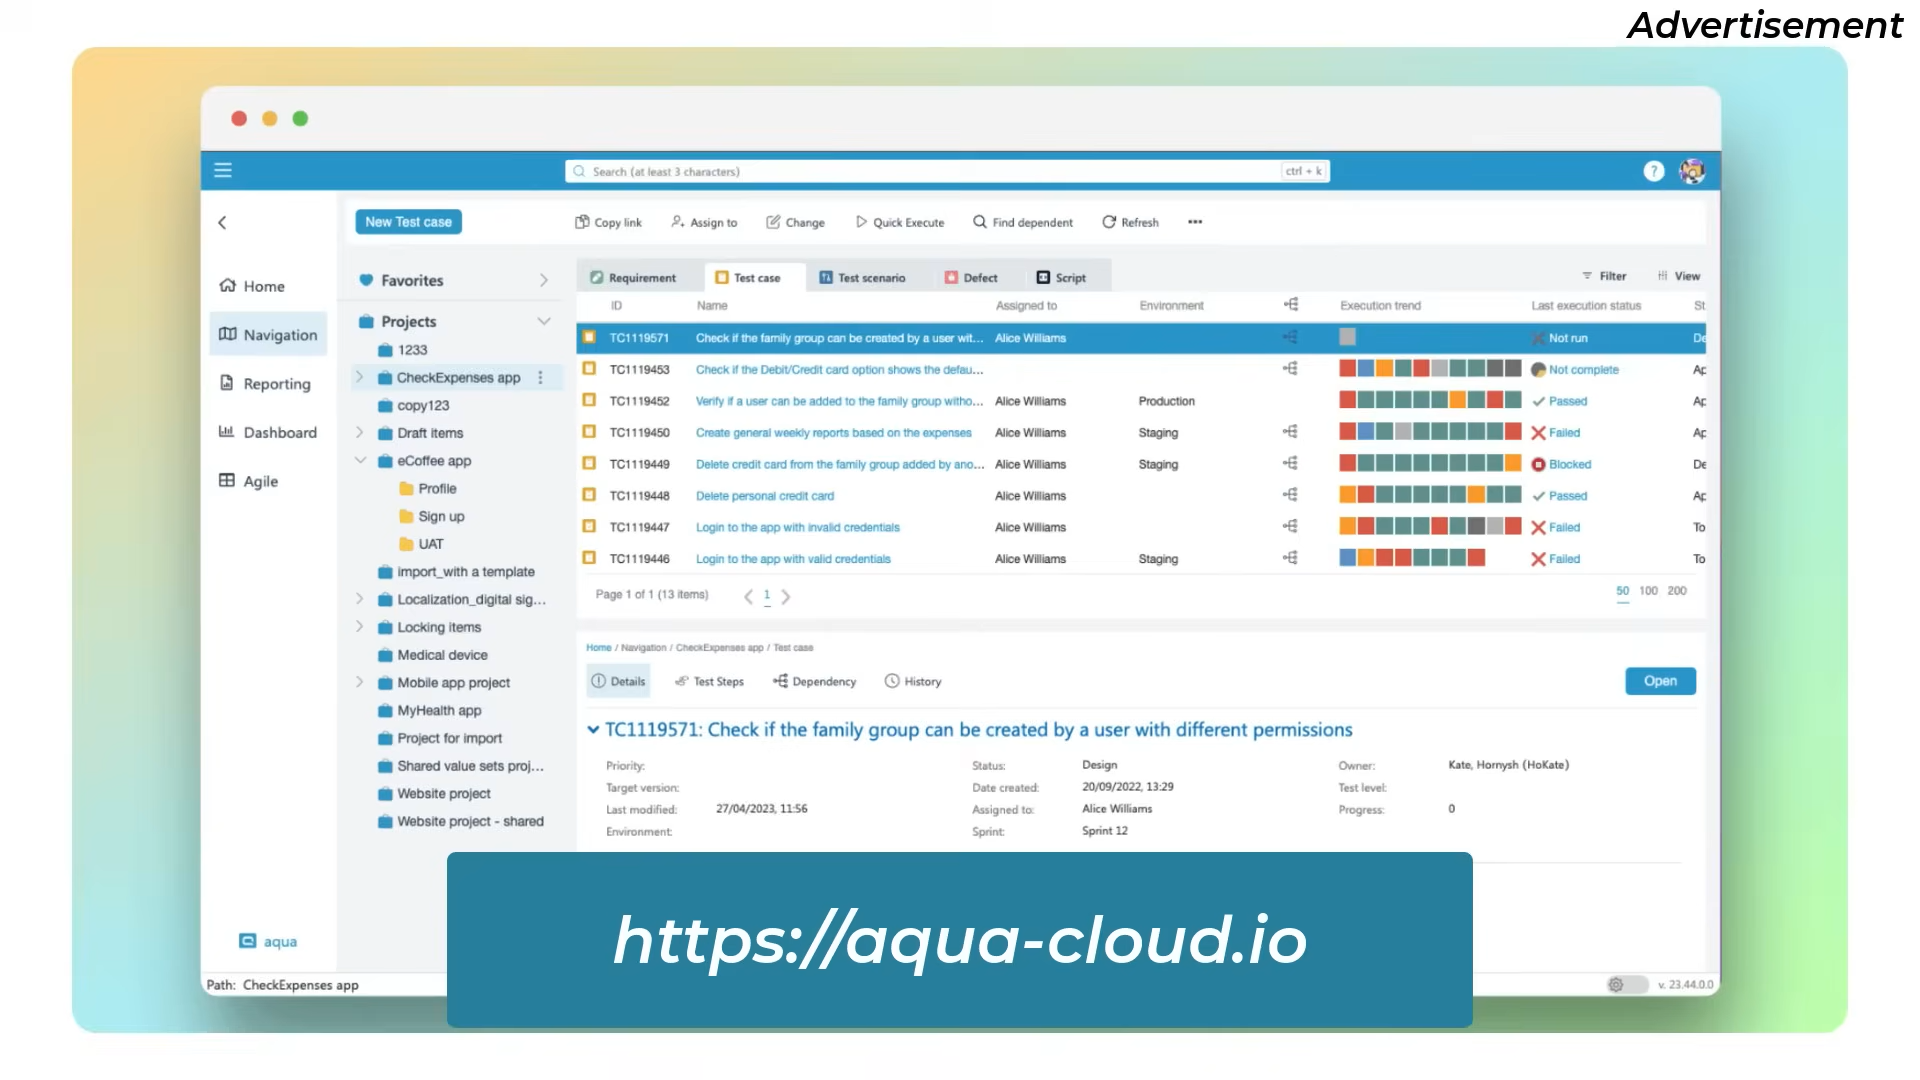 Advertisement
Search (at least 3 characters)
ctrl + k
?
New Test case
Copy link
Assign to
Change
Quick Execute
Find dependent
Refresh
Home
Navigation
Reporting
Dashboard
Agile
Favorites
Projects
1233
CheckExpenses app
copy123
Draft items
eCoffee app
Profile
Sign up
UAT
import_with a template
Localization_digital sig...
Locking items
Medical device
Mobile app project
MyHealth app
Project for import
Shared value sets proj...
Website project
Website project - shared
Requirement Test case Test scenario Defect Script Filter View
ID Name Assigned to Environment Execution trend Last execution status St
TC1119571 Check if the family group can be created by a user wit... Alice Williams Not run De
TC1119453 Check if the Debit/Credit card option shows the defau... Not complete Ap
TC1119452 Verify if a user can be added to the family group witho... Alice Williams Production Passed Ap
TC1119450 Create general weekly reports based on the expenses Alice Williams Staging Failed Ap
TC1119449 Delete credit card from the family group added by ano... Alice Williams Staging Blocked De
TC1119448 Delete personal credit card Alice Williams Passed Ap
TC1119447 Login to the app with invalid credentials Alice Williams Failed To
TC1119446 Login to the app with valid credentials Alice Williams Staging Failed To
Page 1 of 1 (13 items) 1 50 100 200
Home / Navigation / CheckExpenses app / Test case
Details Test Steps Dependency History Open
TC1119571: Check if the family group can be created by a user with different permissions
Priority: Status: Design Owner: Kate, Hornysh (HoKate)
Target version: Date created: 20/09/2022, 13:29 Test level:
Last modified: 27/04/2023, 11:56 Assigned to: Alice Williams Progress: 0
Environment: Sprint: Sprint 12
https://aqua-cloud.io
aqua
Path: CheckExpenses app
v. 23.44.0.0